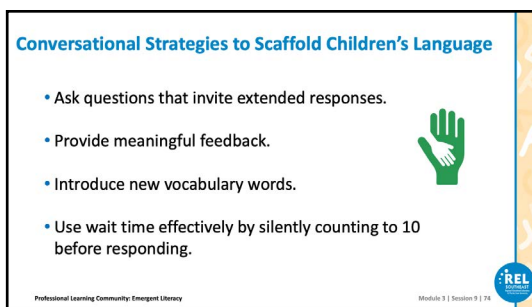 Conversational Strategies to Scaffold Children's Language
• Ask questions that invite extended responses.
• Provide meaningful feedback.
• Introduce new vocabulary words.
• Use wait time effectively by silently counting to 10
before responding.
Professional Learning Community: Emergent Literacy
Module 3 | Session 9 | 74
REL
SOUTHEAST